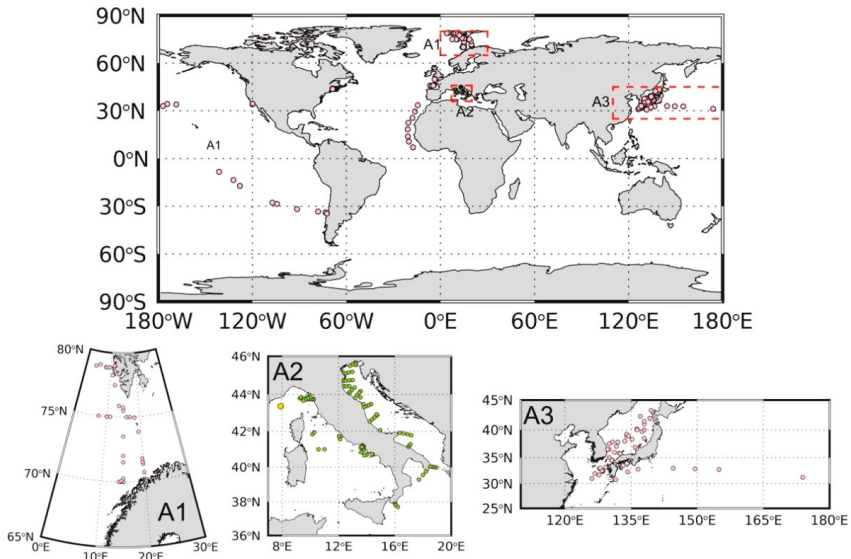 90°N
60°N
30°N
0°N
30°S
60°S
90°S
180°W 120°W 60°W 0°E 60°E 120°E 180°E
A1
A2
A3
A1
80°N
75°N
70°N
65°N
0°E 10°E 20°E 30°E
A1
46°N
44°N
42°N
40°N
38°N
36°N
8°E 12°E 16°E 20°E
A2
45°N
40°N
35°N
30°N
25°N
120°E 135°E 150°E 165°E 180°E
A3